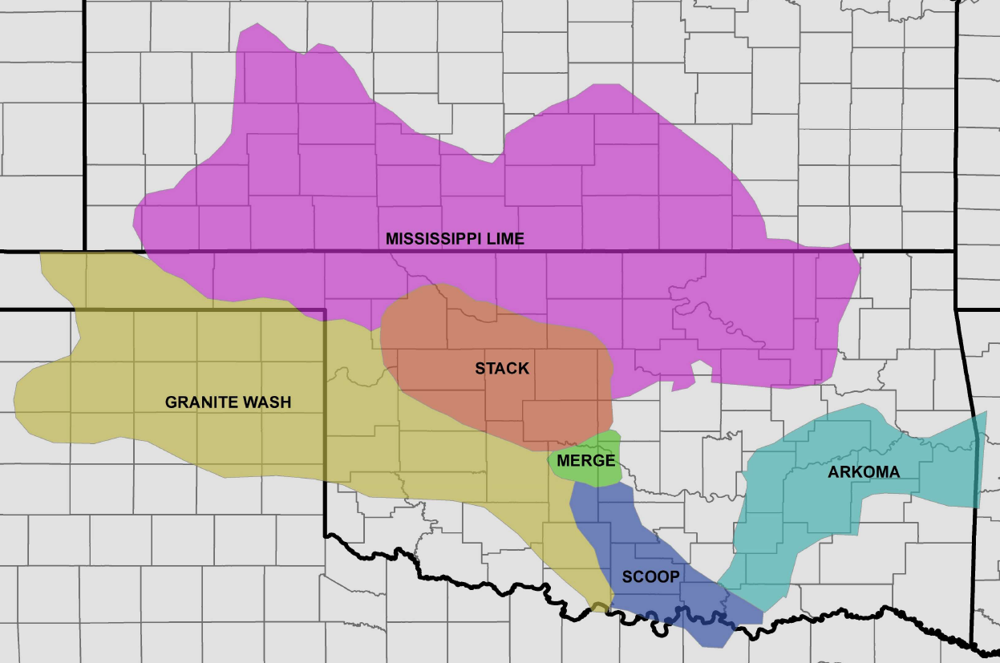 MISSISSIPPI LIME
STACK
GRANITE WASH
MERGE
ARKOMA
SCOOP